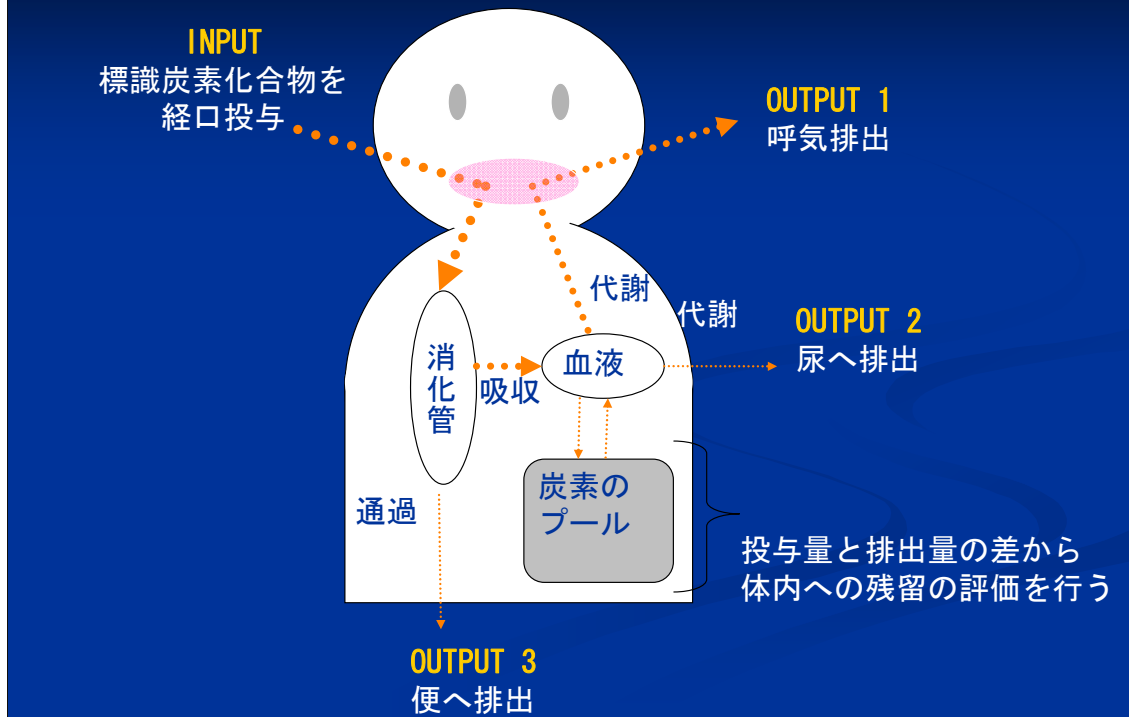 INPUT
標識炭素化合物を
経口投与
OUTPUT 1
呼気排出
代謝
代謝
OUTPUT 2
尿へ排出
消化管
吸収
血液
炭素の
プール
通過
投与量と排出量の差から
体内への残留の評価を行う
OUTPUT 3
便へ排出